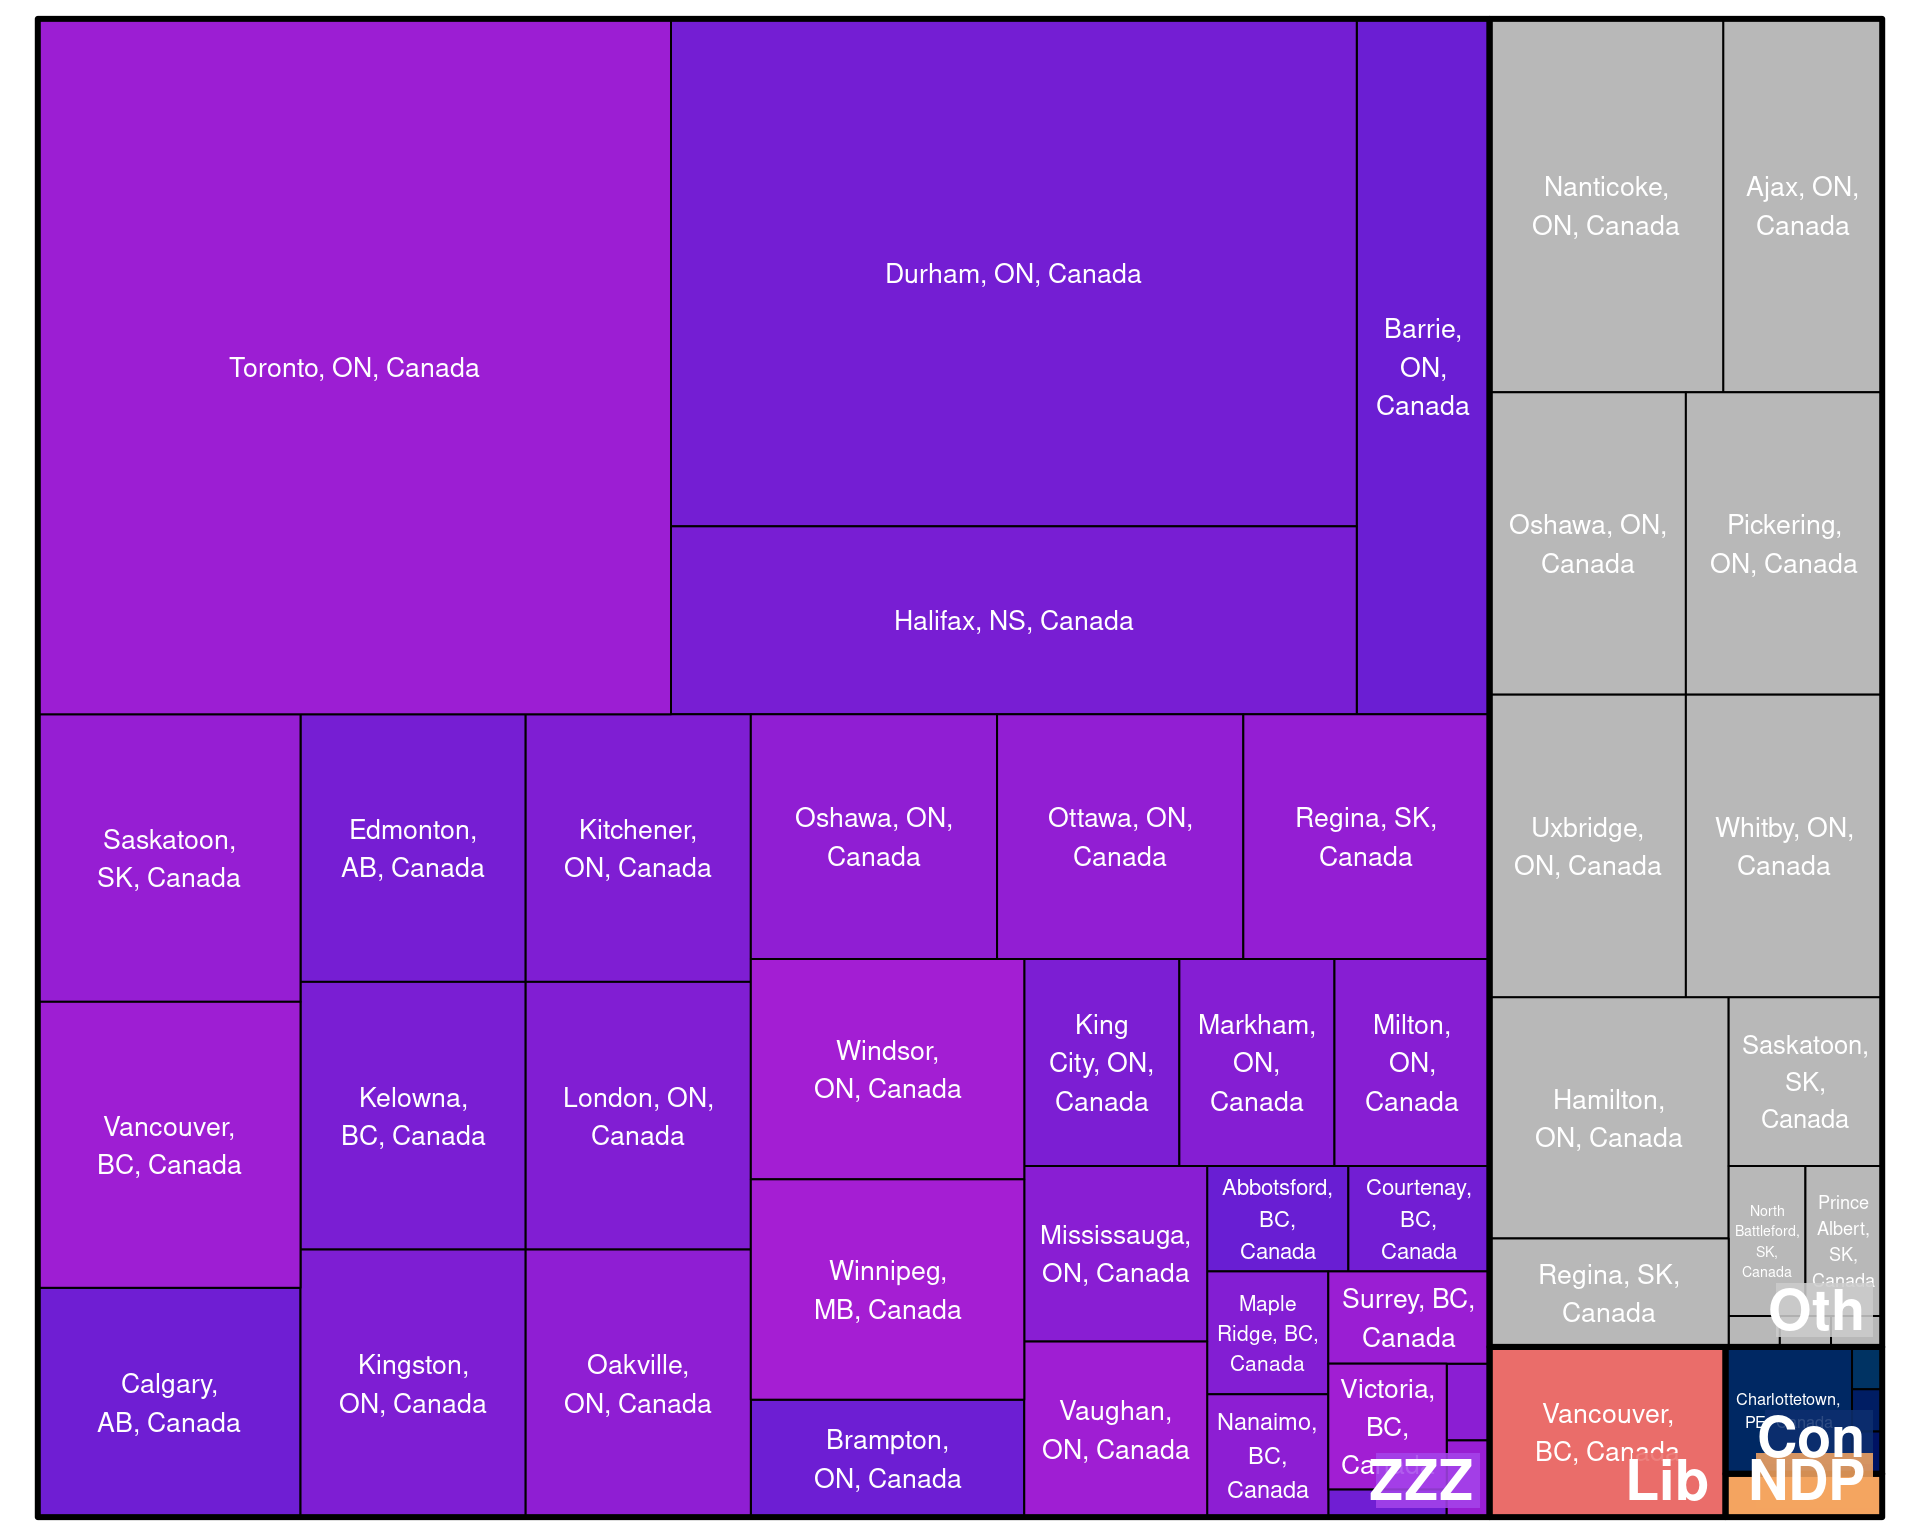 Toronto, ON, Canada
Durham, ON, Canada
Halifax, NS, Canada
Barrie,
ON,
Canada
Saskatoon,
SK, Canada
Vancouver,
BC, Canada
Calgary,
AB, Canada
Edmonton,
AB, Canada
Kitchener,
ON, Canada
Kelowna,
BC, Canada
London, ON,
Canada
Kingston,
ON, Canada
Oakville,
ON, Canada
Oshawa, ON,
Canada
Ottawa, ON,
Canada
Regina, SK,
Canada
Windsor,
ON, Canada
Winnipeg,
MB, Canada
Brampton,
ON, Canada
King
City, ON,
Canada
Markham,
ON,
Canada
Milton,
ON,
Canada
Mississauga,
ON, Canada
Vaughan,
ON, Canada
Abbotsford,
BC,
Canada
Courtenay,
BC,
Canada
Maple
Ridge, BC,
Canada
Nanaimo,
BC,
Canada
Surrey, BC,
Canada
Victoria,
BC,
Canada
ZZZ
Nanticoke,
ON, Canada
Ajax, ON,
Canada
Oshawa, ON,
Canada
Pickering,
ON, Canada
Uxbridge,
ON, Canada
Whitby, ON,
Canada
Hamilton,
ON, Canada
Regina, SK,
Canada
Saskatoon,
SK,
Canada
North
Battleford,
SK,
Canada
Prince
Albert,
SK,
Canada
Oth
Vancouver,
BC, Canada
Lib
Charlottetown,
PE, Canada
Con
NDP